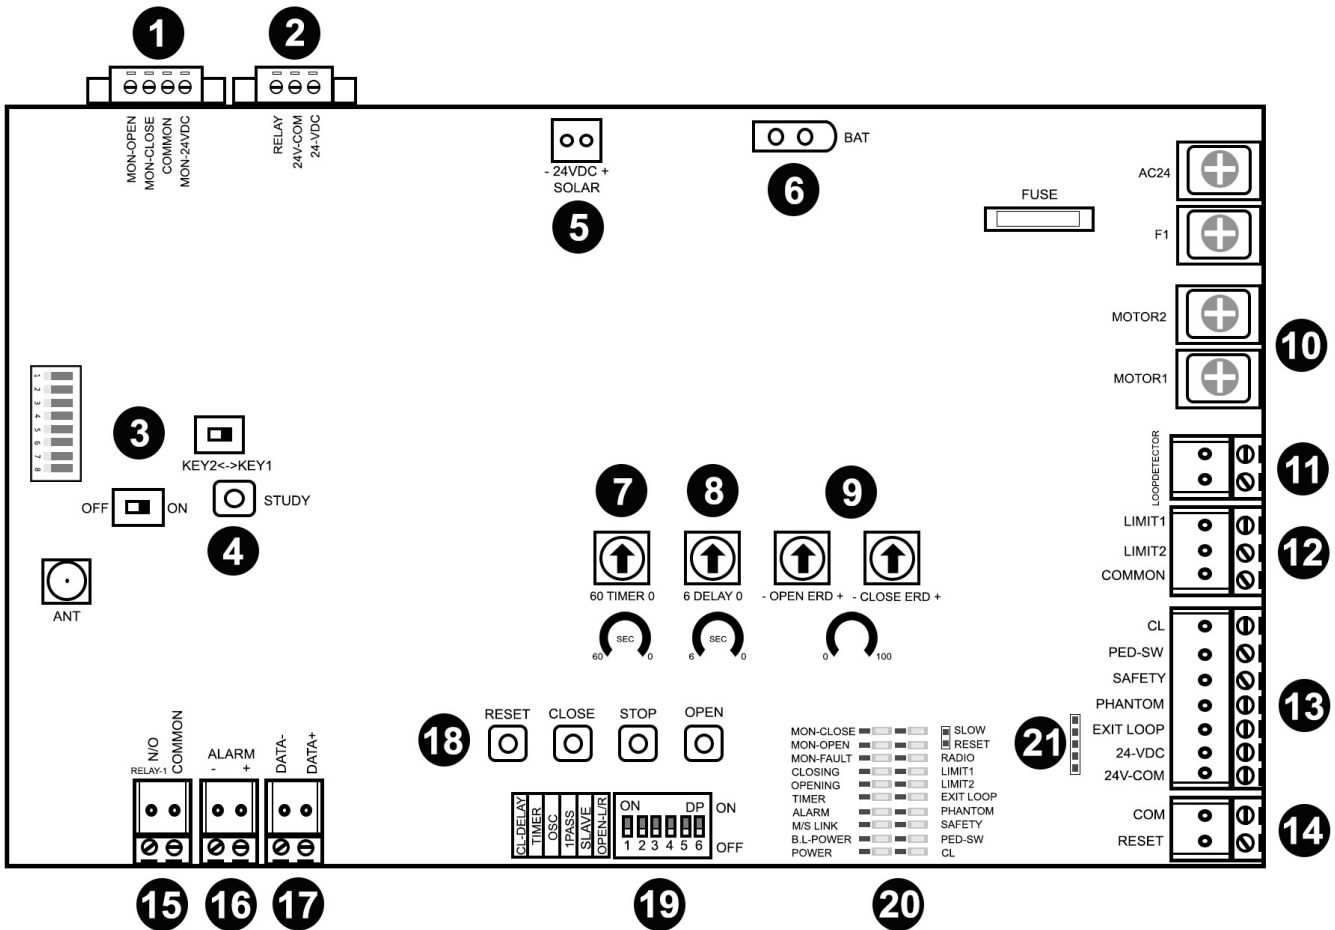 1
2
MON-OPEN
MON-CLOSE
COMMON
MON-24VDC
RELAY
24V-COM
24-VDC
- 24VDC +
SOLAR
5
BAT
6
FUSE
AC24
F1
MOTOR2
MOTOR1
10
1
2
3
4
5
6
7
8
3
KEY2<->KEY1
OFF
ON
STUDY
4
ANT
7
8
9
60 TIMER 0
6 DELAY 0
- OPEN ERD +
- CLOSE ERD +
SEC
60
0
SEC
6
0
0
100
LOOPDETECTOR
11
LIMIT1
LIMIT2
COMMON
12
CL
PED-SW
SAFETY
PHANTOM
EXIT LOOP
24-VDC
24V-COM
13
21
COM
RESET
14
18
RESET
CLOSE
STOP
OPEN
MON-CLOSE
MON-OPEN
MON-FAULT
CLOSING
OPENING
TIMER
ALARM
M/S LINK
B.L-POWER
POWER
SLOW
RESET
RADIO
LIMIT1
LIMIT2
EXIT LOOP
PHANTOM
SAFETY
PED-SW
CL
20
CL-DELAY
TIMER
OSC
1PASS
SLAVE
OPEN-L/R
ON DP
1 2 3 4 5 6
ON
OFF
19
N/O
RELAY-1
COMMON
15
ALARM
- +
16
DATA-
DATA+
17